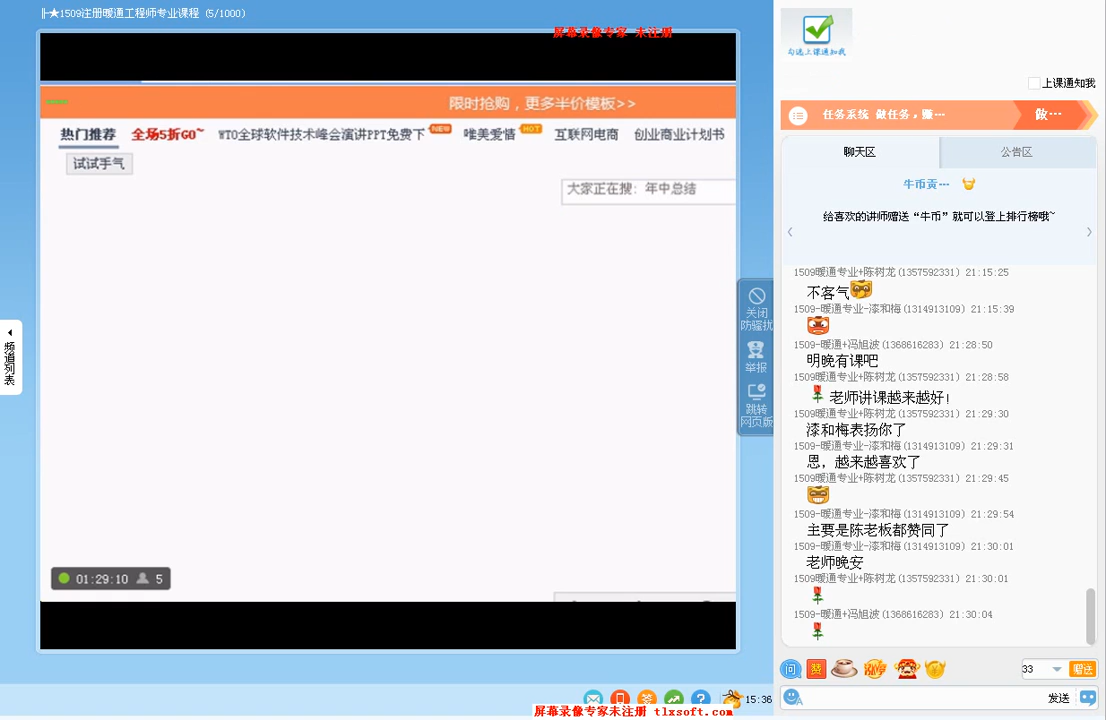 ╟★1509注册暖通工程师专业课程 (5/1000)
屏幕录像专家 未注册
限时抢购，更多半价模板>>
热门推荐 全场5折GO~ WTO全球软件技术峰会演讲PPT免费下 NEW 唯美爱情 HOT 互联网电商 创业商业计划书
试试手气
大家正在搜: 年中总结
频道列表
关闭
防骚扰
举报
跳转
网页版
01:29:10 5
15:36
屏幕录像专家未注册 tlxsoft.com
勾选上课通知我
上课通知我
任务系统 做任务，赚… 做…
聊天区 公告区
牛币贡…
给喜欢的讲师赠送“牛币”就可以登上排行榜哦~
1509暖通专业+陈树龙(1357592331) 21:15:25
不客气
1509-暖通专业-漆和梅(1314913109) 21:15:39
1509-暖通+冯旭波(1368616283) 21:28:50
明晚有课吧
1509暖通专业+陈树龙(1357592331) 21:28:58
老师讲课越来越好!
1509暖通专业+陈树龙(1357592331) 21:29:30
漆和梅表扬你了
1509-暖通专业-漆和梅(1314913109) 21:29:31
恩，越来越喜欢了
1509暖通专业+陈树龙(1357592331) 21:29:45
1509-暖通专业-漆和梅(1314913109) 21:29:54
主要是陈老板都赞同了
1509-暖通专业-漆和梅(1314913109) 21:30:01
老师晚安
1509暖通专业+陈树龙(1357592331) 21:30:01
1509-暖通+冯旭波(1368616283) 21:30:04
问 赞 33 赠送
发送